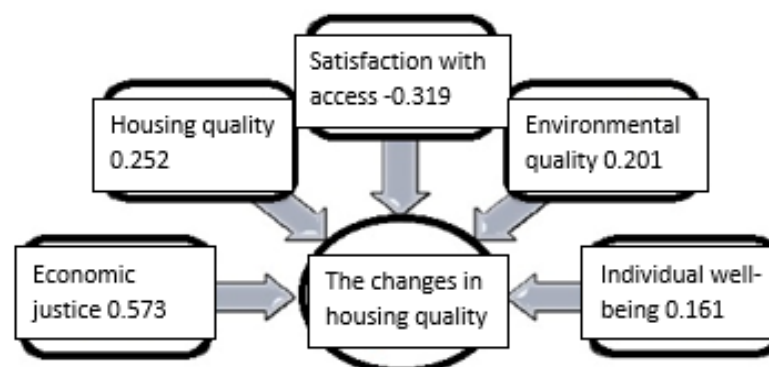 Satisfaction with
access -0.319
Housing quality
0.252
Environmental
quality 0.201
Economic
justice 0.573
The changes in
housing quality
Individual well-
being 0.161